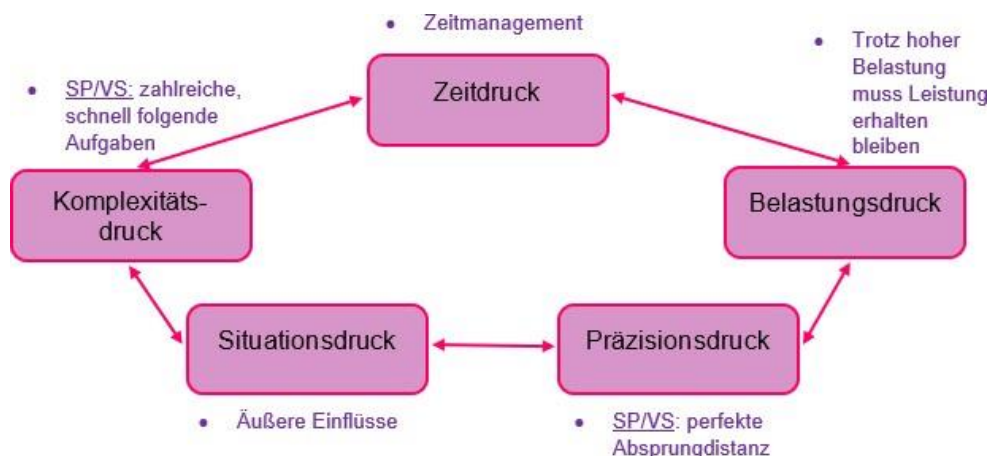 • Zeitmanagement
Zeitdruck
• Trotz hoher
Belastung
muss Leistung
erhalten
bleiben
• SP/VS: zahlreiche,
schnell folgende
Aufgaben
Komplexitäts-
druck
Belastungsdruck
Situationsdruck
Präzisionsdruck
• Äußere Einflüsse
• SP/VS: perfekte
Absprungdistanz